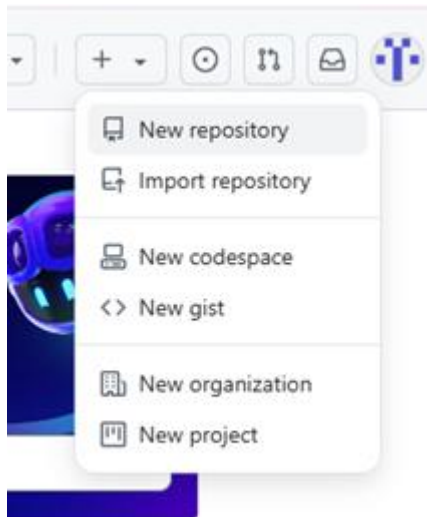 New repository
Import repository
New codespace
New gist
New organization
New project